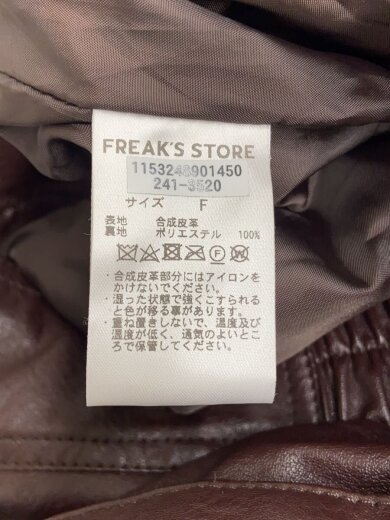 FREAK'S STORE
1153248901450
241-3520
サイズ F
表地 合成皮革
裏地 ポリエステル 100%
・合成皮革部分にはアイロンを
かけないでください。
・湿った状態で強くこすられる
と色が移る事があります。
・重ね置きしないで、温度及び
湿度が低く、通気のよいとこ
ろで保管してください。